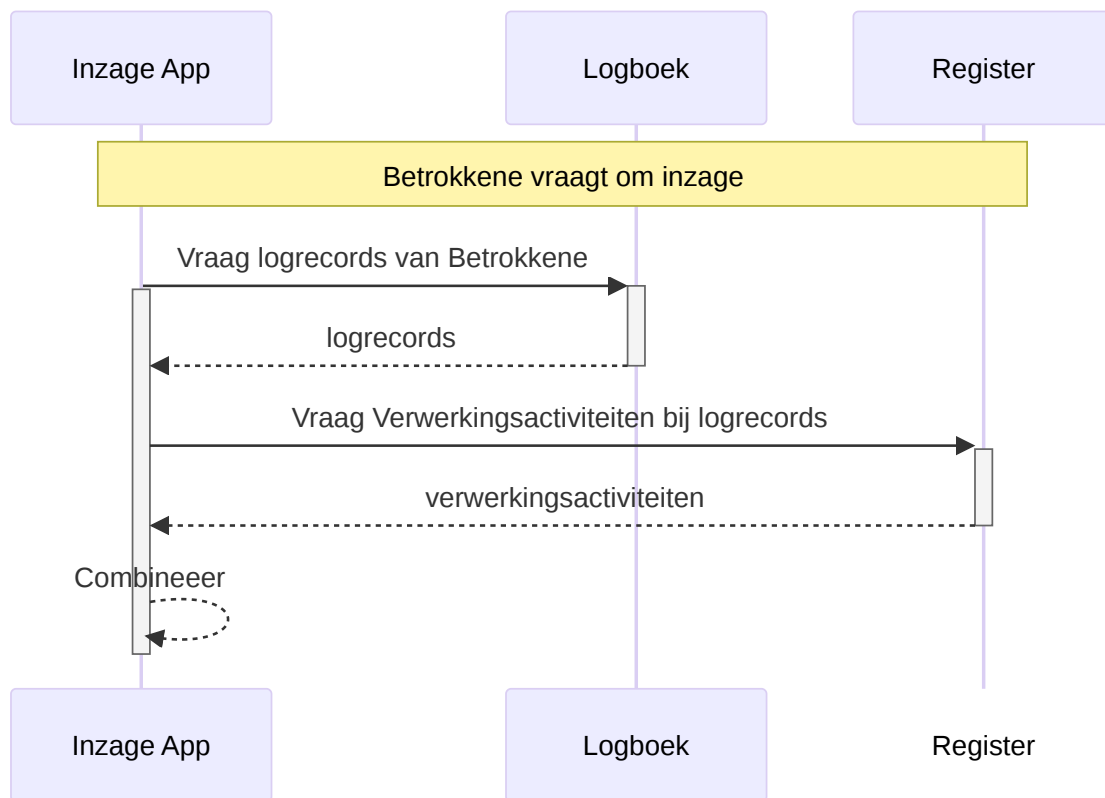 Inzage App
Logboek
Register
Betrokkene vraagt om inzage
Vraag logrecords van Betrokkene
logrecords
Vraag Verwerkingsactiviteiten bij logrecords
verwerkingsactiviteiten
Combineeer
Inzage App
Logboek
Register